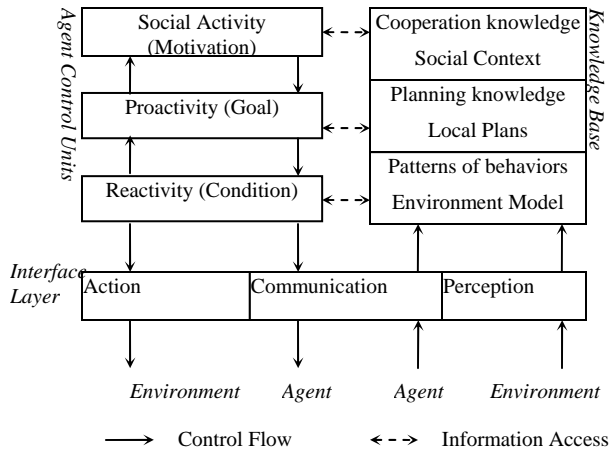 Agent Control Units
Social Activity
(Motivation)
Proactivity (Goal)
Reactivity (Condition)
Cooperation knowledge
Social Context
Planning knowledge
Local Plans
Patterns of behaviors
Environment Model
Knowledge Base
Interface
Layer
Action
Communication
Perception
Environment
Agent
Agent
Environment
Control Flow
Information Access